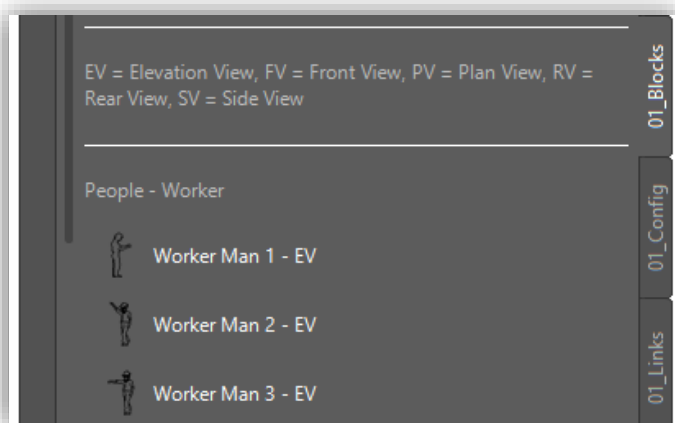 EV = Elevation View, FV = Front View, PV = Plan View, RV =
Rear View, SV = Side View
People - Worker
Worker Man 1 - EV
Worker Man 2 - EV
Worker Man 3 - EV
01_Blocks
01_Config
01_Links